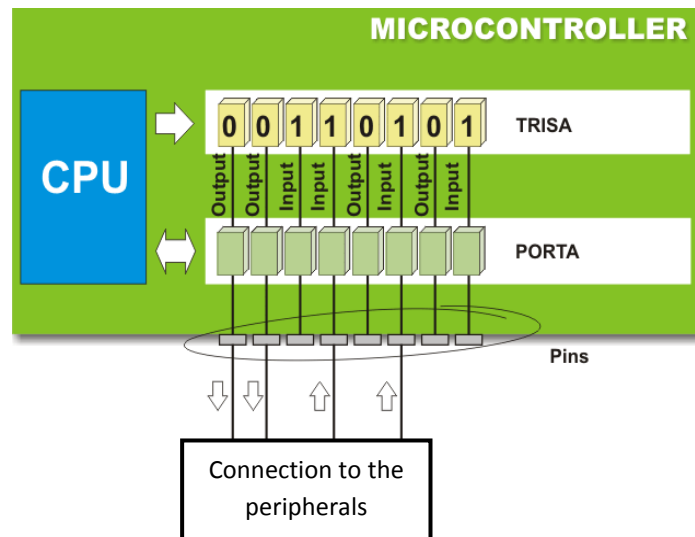 MICROCONTROLLER
CPU
0 0 1 1 0 1 0 1
TRISA
Output Output Input Input Output Input Output Input
PORTA
Pins
Connection to the
peripherals